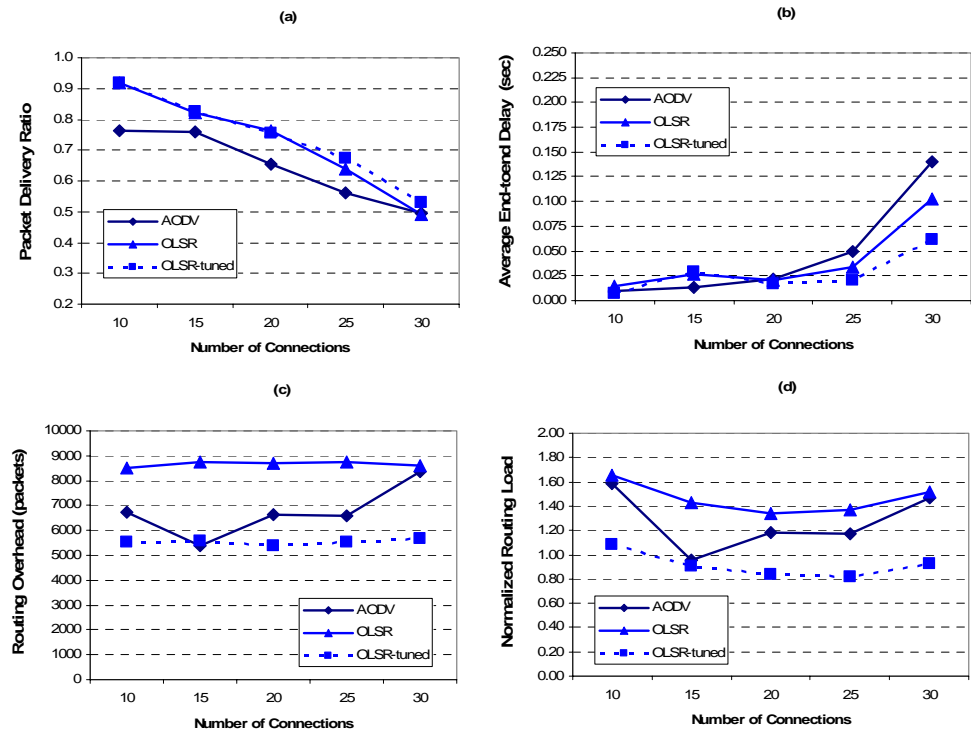 (a)
1.0
0.9
0.8
0.7
0.6
0.5
0.4
0.3
0.2
Packet Delivery Ratio
AODV
OLSR
OLSR-tuned
10 15 20 25 30
Number of Connections
(b)
0.250
0.225
0.200
0.175
0.150
0.125
0.100
0.075
0.050
0.025
0.000
Average End-toend Delay (sec)
AODV
OLSR
OLSR-tuned
10 15 20 25 30
Number of Connections
(c)
10000
9000
8000
7000
6000
5000
4000
3000
2000
1000
0
Routing Overhead (packets)
AODV
OLSR
OLSR-tuned
10 15 20 25 30
Number of Connections
(d)
2.00
1.80
1.60
1.40
1.20
1.00
0.80
0.60
0.40
0.20
0.00
Normalized Routing Load
AODV
OLSR
OLSR-tuned
10 15 20 25 30
Number of Connections